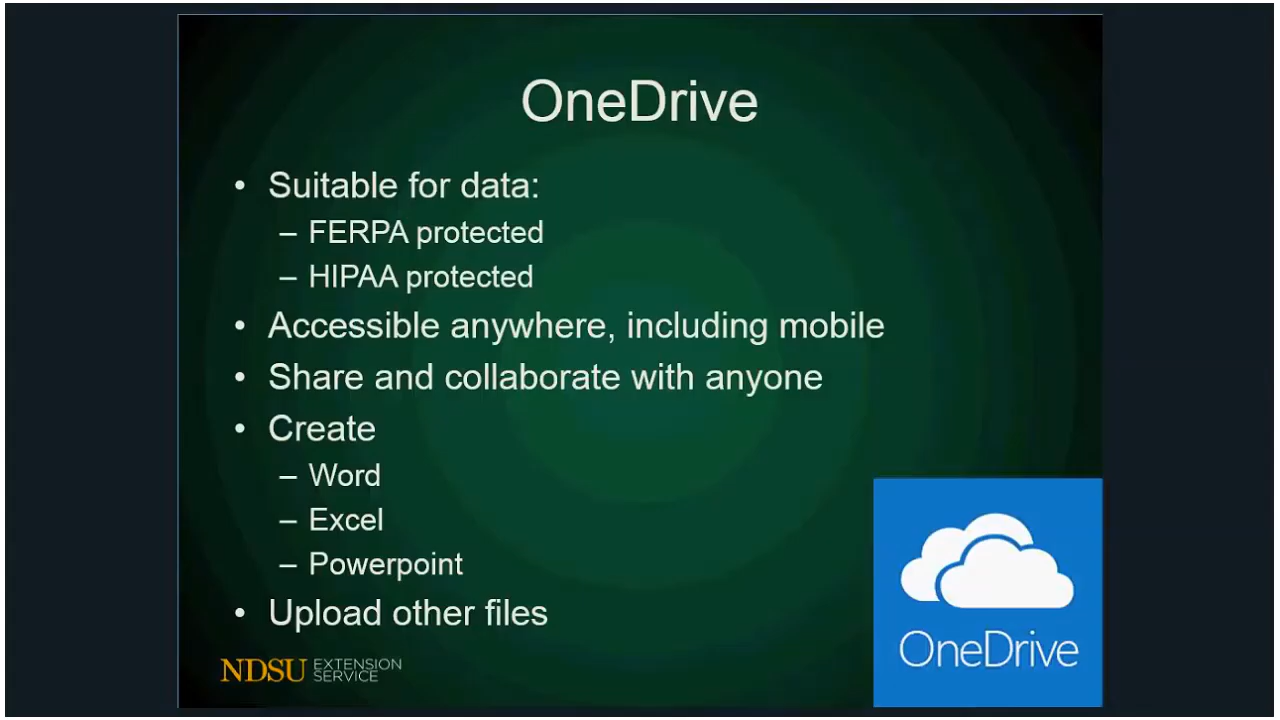 OneDrive
• Suitable for data:
– FERPA protected
– HIPAA protected
• Accessible anywhere, including mobile
• Share and collaborate with anyone
• Create
– Word
– Excel
– Powerpoint
• Upload other files
NDSU EXTENSION SERVICE
OneDrive